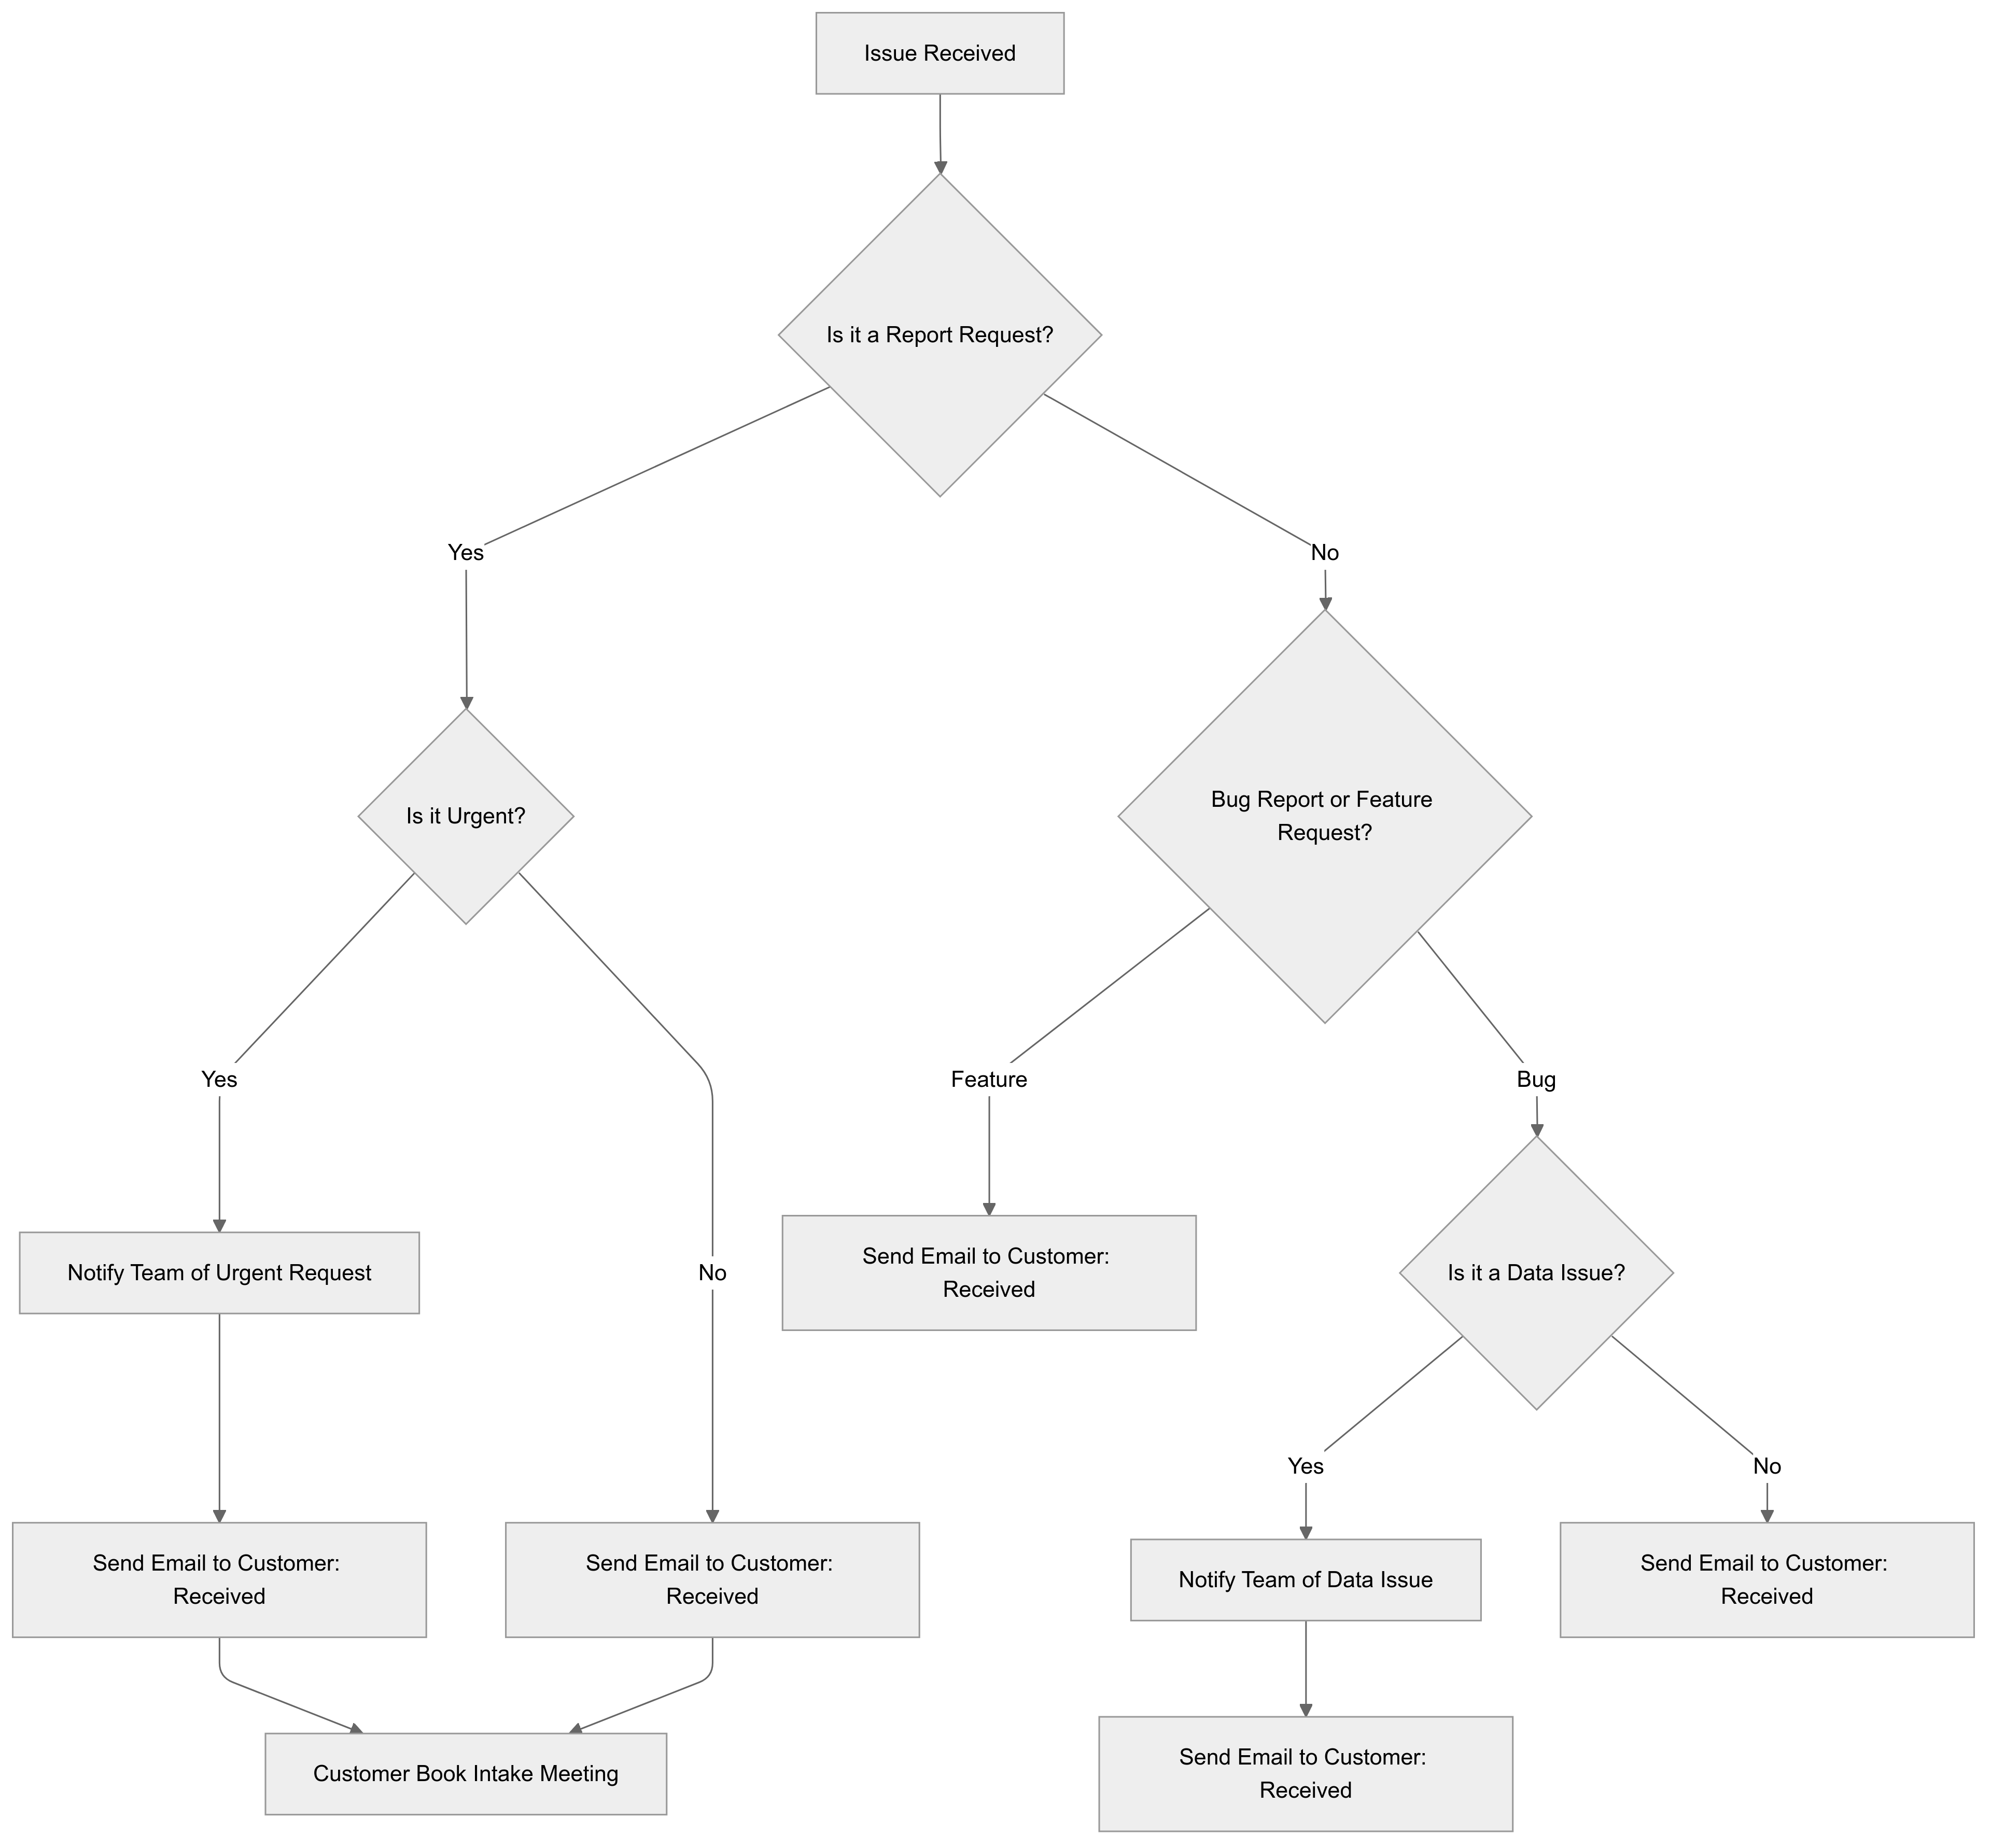 Issue Received
Is it a Report Request?
Yes
No
Is it Urgent?
Bug Report or Feature
Request?
Yes
Feature
Bug
Notify Team of Urgent Request
No
Send Email to Customer:
Received
Is it a Data Issue?
Yes
No
Send Email to Customer:
Received
Send Email to Customer:
Received
Notify Team of Data Issue
Send Email to Customer:
Received
Customer Book Intake Meeting
Send Email to Customer:
Received